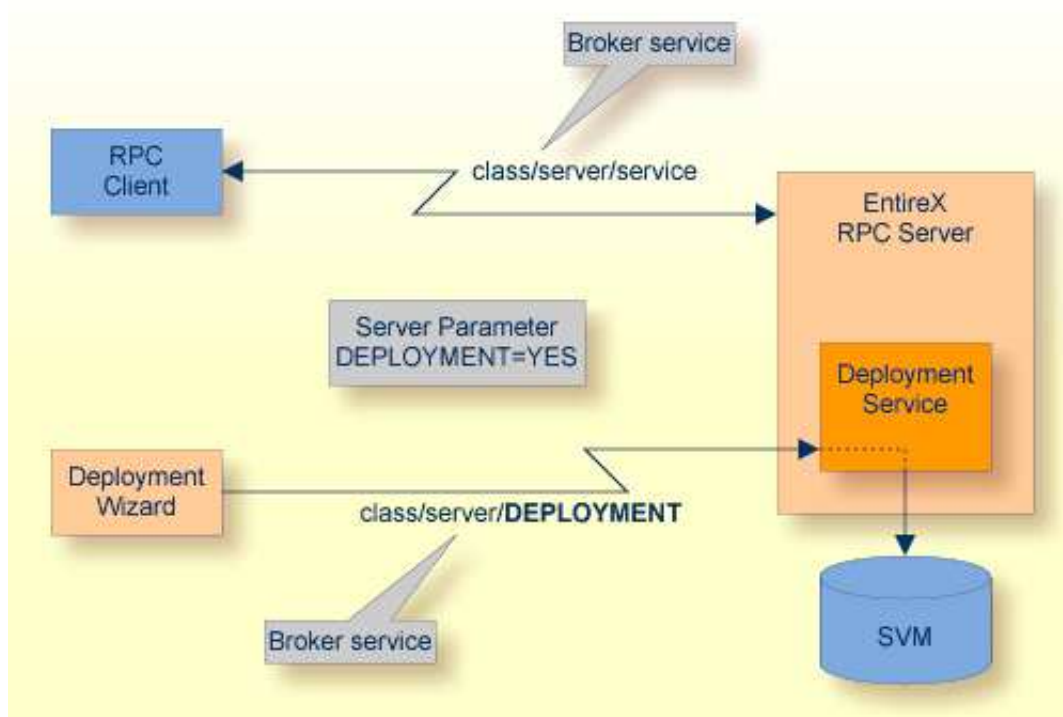 Broker service
RPC
Client
class/server/service
EntireX
RPC Server
Server Parameter
DEPLOYMENT=YES
Deployment
Service
Deployment
Wizard
class/server/DEPLOYMENT
Broker service
SVM